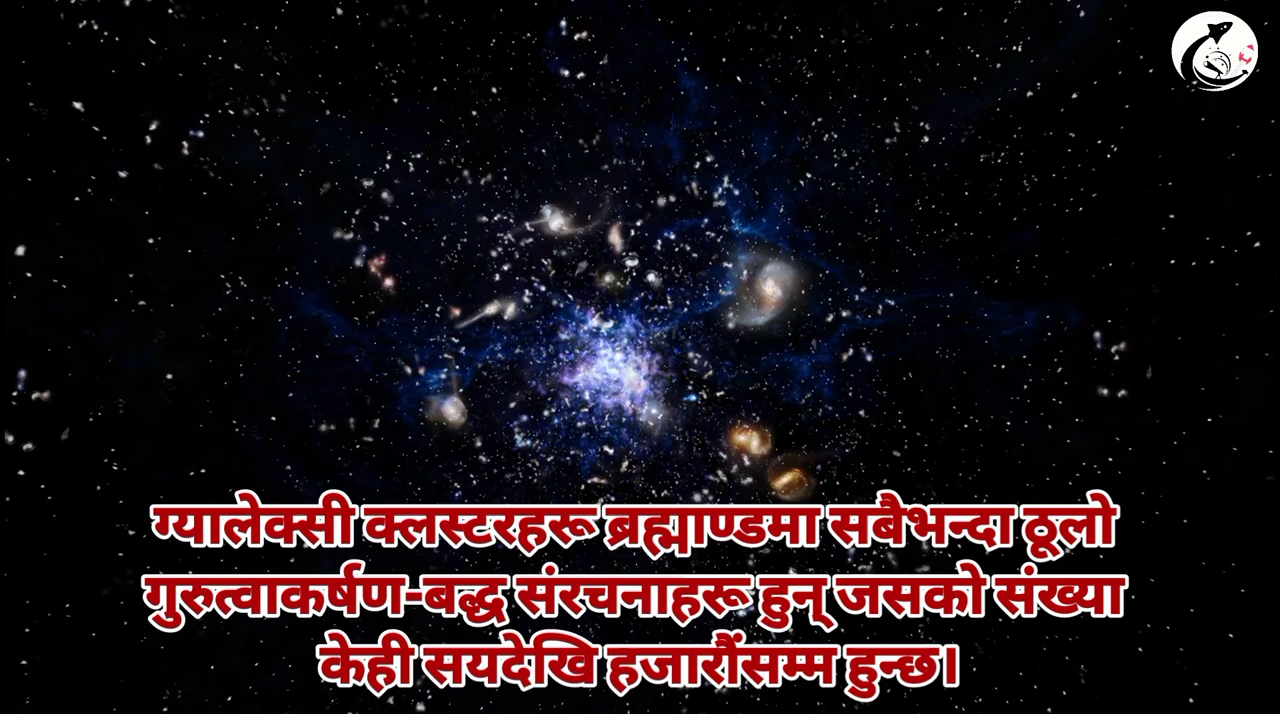 ग्यालेक्सी क्लस्टरहरू ब्रह्माण्डमा सबैभन्दा ठूलो
गुरुत्वाकर्षण-बद्ध संरचनाहरू हुन् जसको संख्या
केही सयदेखि हजारौंसम्म हुन्छ।